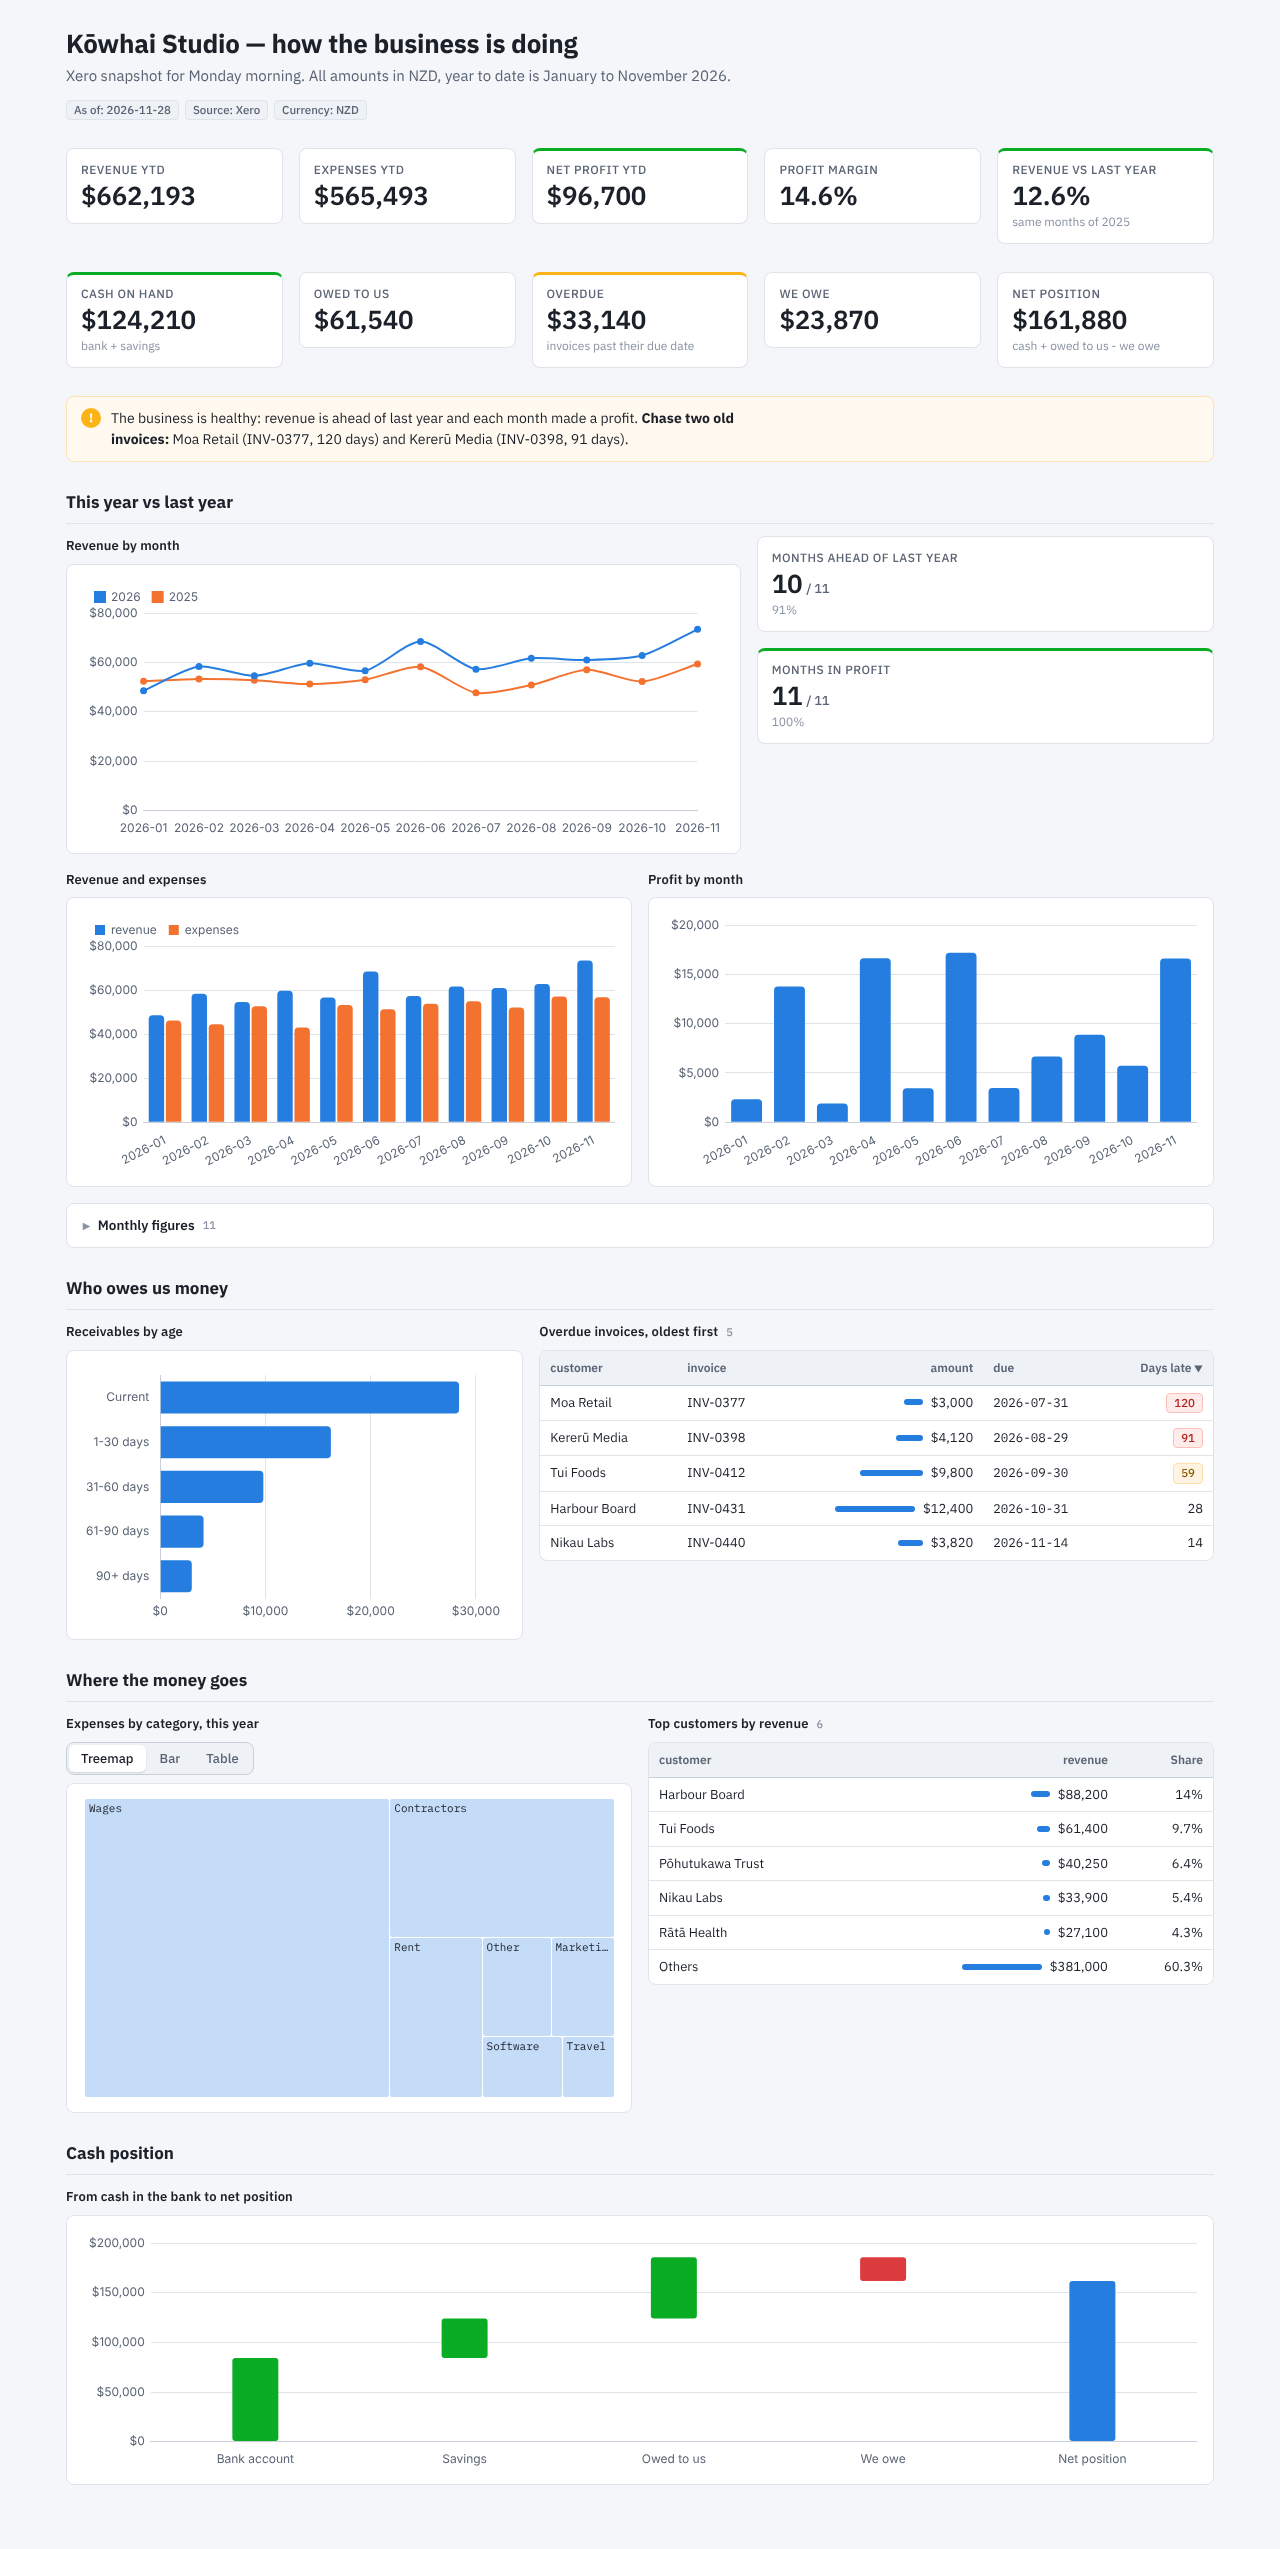 Kōwhai Studio — how the business is doing
Xero snapshot for Monday morning. All amounts in NZD, year to date is January to November 2026.
As of: 2026-11-28 Source: Xero Currency: NZD
REVENUE YTD
$662,193
EXPENSES YTD
$565,493
NET PROFIT YTD
$96,700
PROFIT MARGIN
14.6%
REVENUE VS LAST YEAR
12.6%
same months of 2025
CASH ON HAND
$124,210
bank + savings
OWED TO US
$61,540
OVERDUE
$33,140
invoices past their due date
WE OWE
$23,870
NET POSITION
$161,880
cash + owed to us - we owe
The business is healthy: revenue is ahead of last year and each month made a profit. Chase two old
invoices: Moa Retail (INV-0377, 120 days) and Kererū Media (INV-0398, 91 days).
This year vs last year
Revenue by month
2026 2025
$80,000
$60,000
$40,000
$20,000
$0
2026-01 2026-02 2026-03 2026-04 2026-05 2026-06 2026-07 2026-08 2026-09 2026-10 2026-11
MONTHS AHEAD OF LAST YEAR
10 / 11
91%
MONTHS IN PROFIT
11 / 11
100%
Revenue and expenses
revenue expenses
$80,000
$60,000
$40,000
$20,000
$0
2026-01 2026-02 2026-03 2026-04 2026-05 2026-06 2026-07 2026-08 2026-09 2026-10 2026-11
Profit by month
$20,000
$15,000
$10,000
$5,000
$0
2026-01 2026-02 2026-03 2026-04 2026-05 2026-06 2026-07 2026-08 2026-09 2026-10 2026-11
Monthly figures 11
Who owes us money
Receivables by age
Current
1-30 days
31-60 days
61-90 days
90+ days
$0 $10,000 $20,000 $30,000
Overdue invoices, oldest first 5
customer invoice amount due Days late ▼
Moa Retail INV-0377 $3,000 2026-07-31 120
Kererū Media INV-0398 $4,120 2026-08-29 91
Tui Foods INV-0412 $9,800 2026-09-30 59
Harbour Board INV-0431 $12,400 2026-10-31 28
Nikau Labs INV-0440 $3,820 2026-11-14 14
Where the money goes
Expenses by category, this year
Treemap Bar Table
Wages
Contractors
Rent
Other
Marketi…
Software
Travel
Top customers by revenue 6
customer revenue Share
Harbour Board $88,200 14%
Tui Foods $61,400 9.7%
Pōhutukawa Trust $40,250 6.4%
Nikau Labs $33,900 5.4%
Rātā Health $27,100 4.3%
Others $381,000 60.3%
Cash position
From cash in the bank to net position
$200,000
$150,000
$100,000
$50,000
$0
Bank account Savings Owed to us We owe Net position